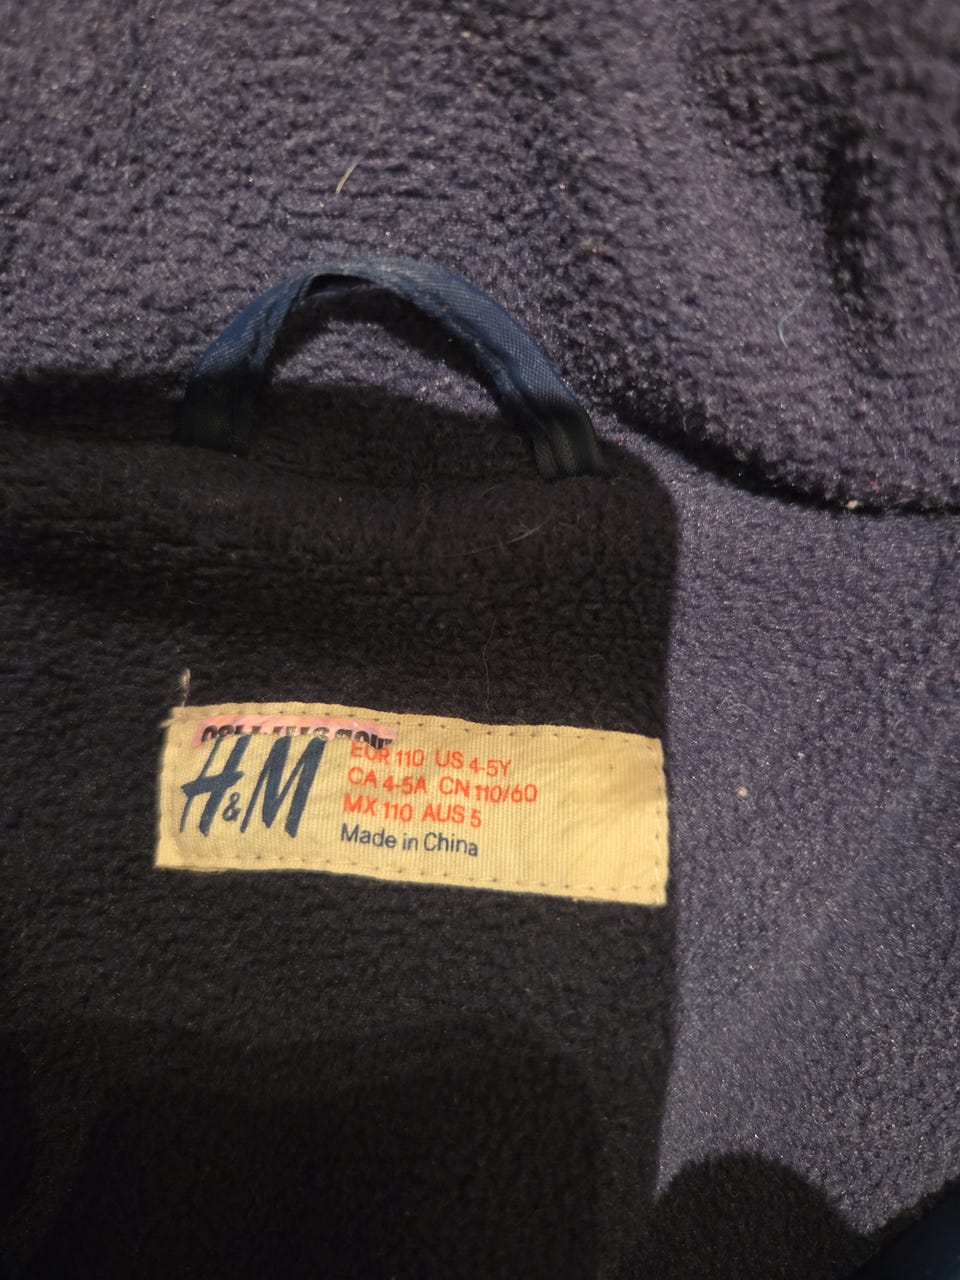 H&M
EUR 110 US 4-5Y
CA 4-5A CN 110/60
MX 110 AUS 5
Made in China